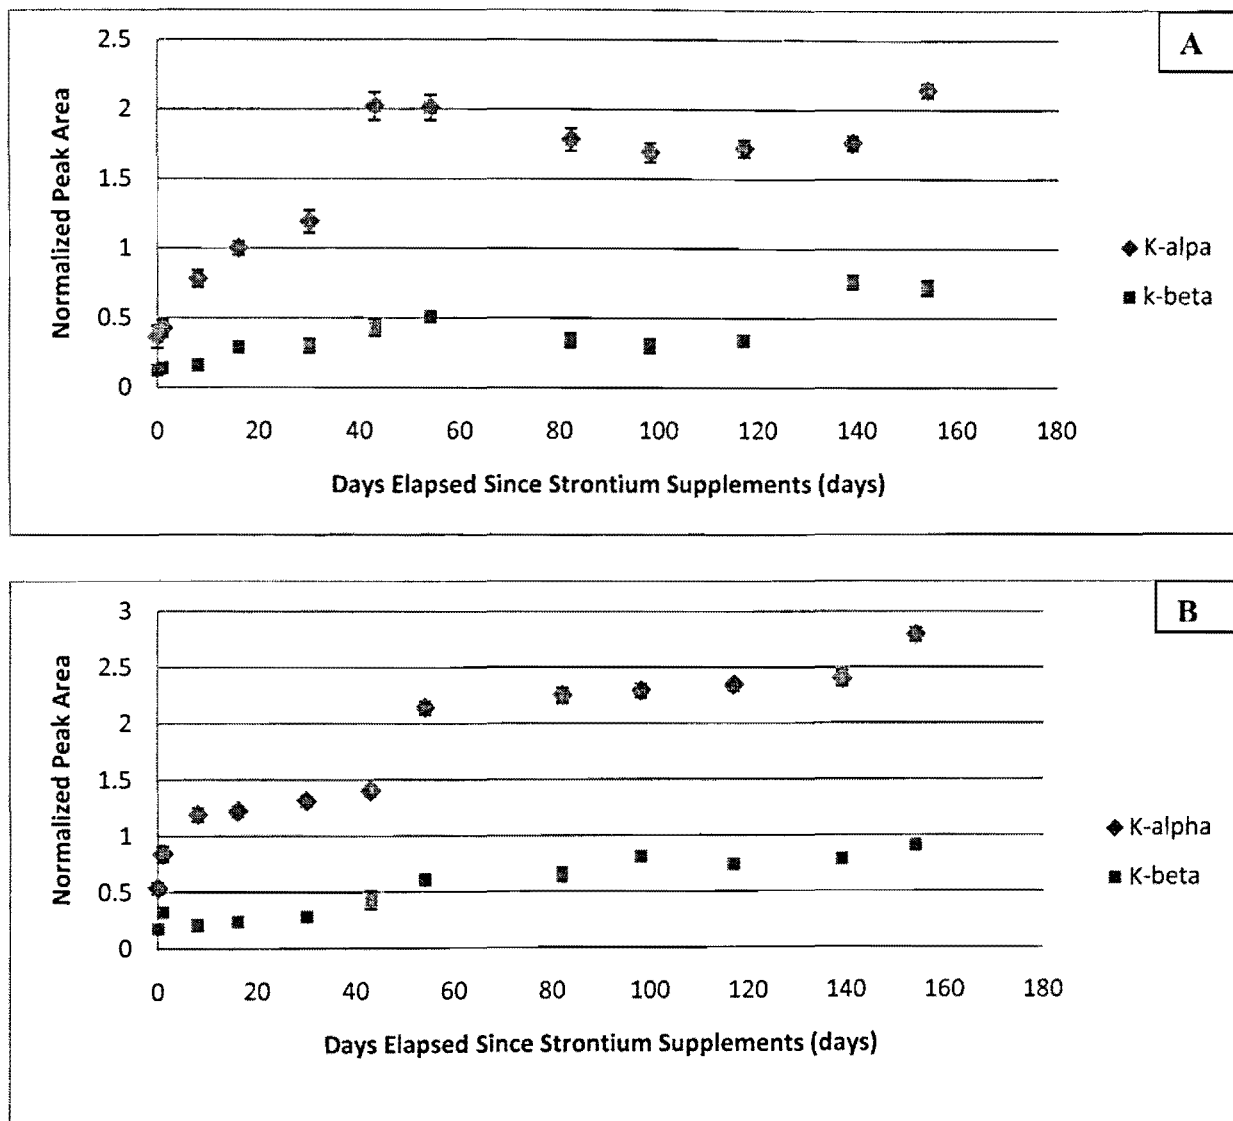 A
Normalized Peak Area
2.5
2
1.5
1
0.5
0
0 20 40 60 80 100 120 140 160 180
Days Elapsed Since Strontium Supplements (days)
K-alpa
k-beta
B
Normalized Peak Area
3
2.5
2
1.5
1
0.5
0
0 20 40 60 80 100 120 140 160 180
Days Elapsed Since Strontium Supplements (days)
K-alpha
K-beta